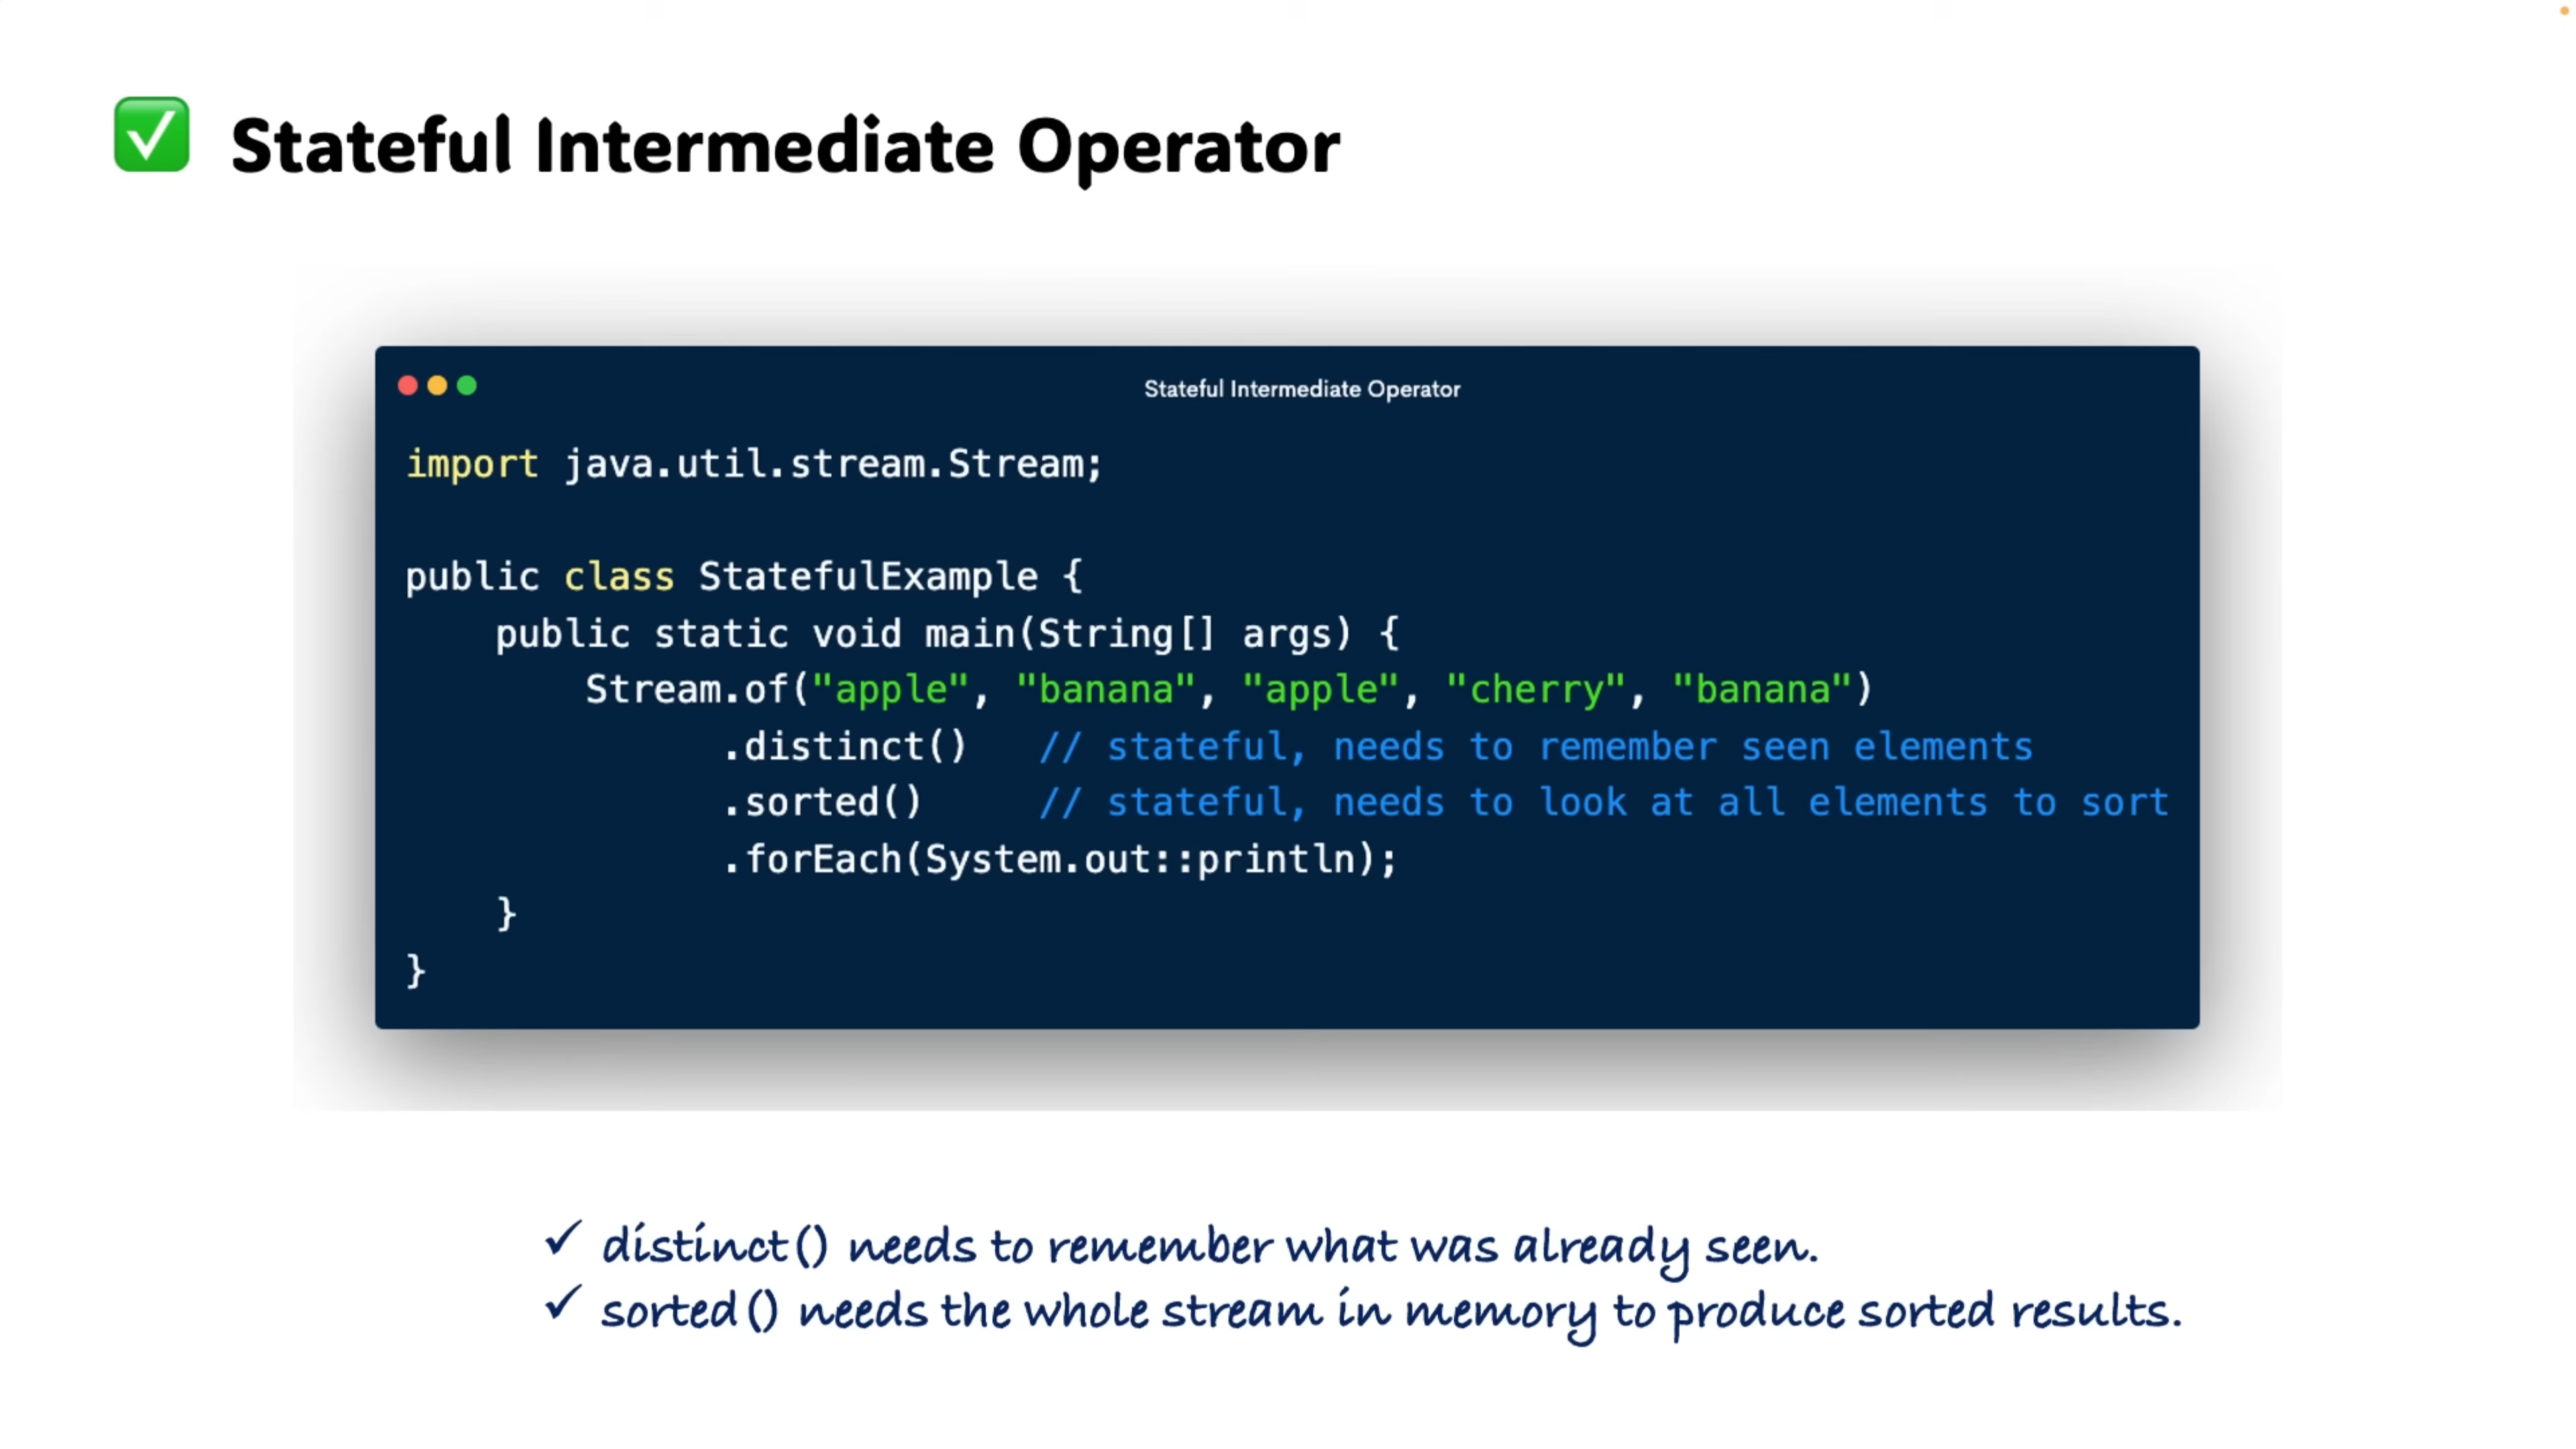 ✅ Stateful Intermediate Operator
Stateful Intermediate Operator
import java.util.stream.Stream;
public class StatefulExample {
    public static void main(String[] args) {
        Stream.of("apple", "banana", "apple", "cherry", "banana")
              .distinct()   // stateful, needs to remember seen elements
              .sorted()     // stateful, needs to look at all elements to sort
              .forEach(System.out::println);
    }
}
✓ distinct() needs to remember what was already seen.
✓ sorted() needs the whole stream in memory to produce sorted results.